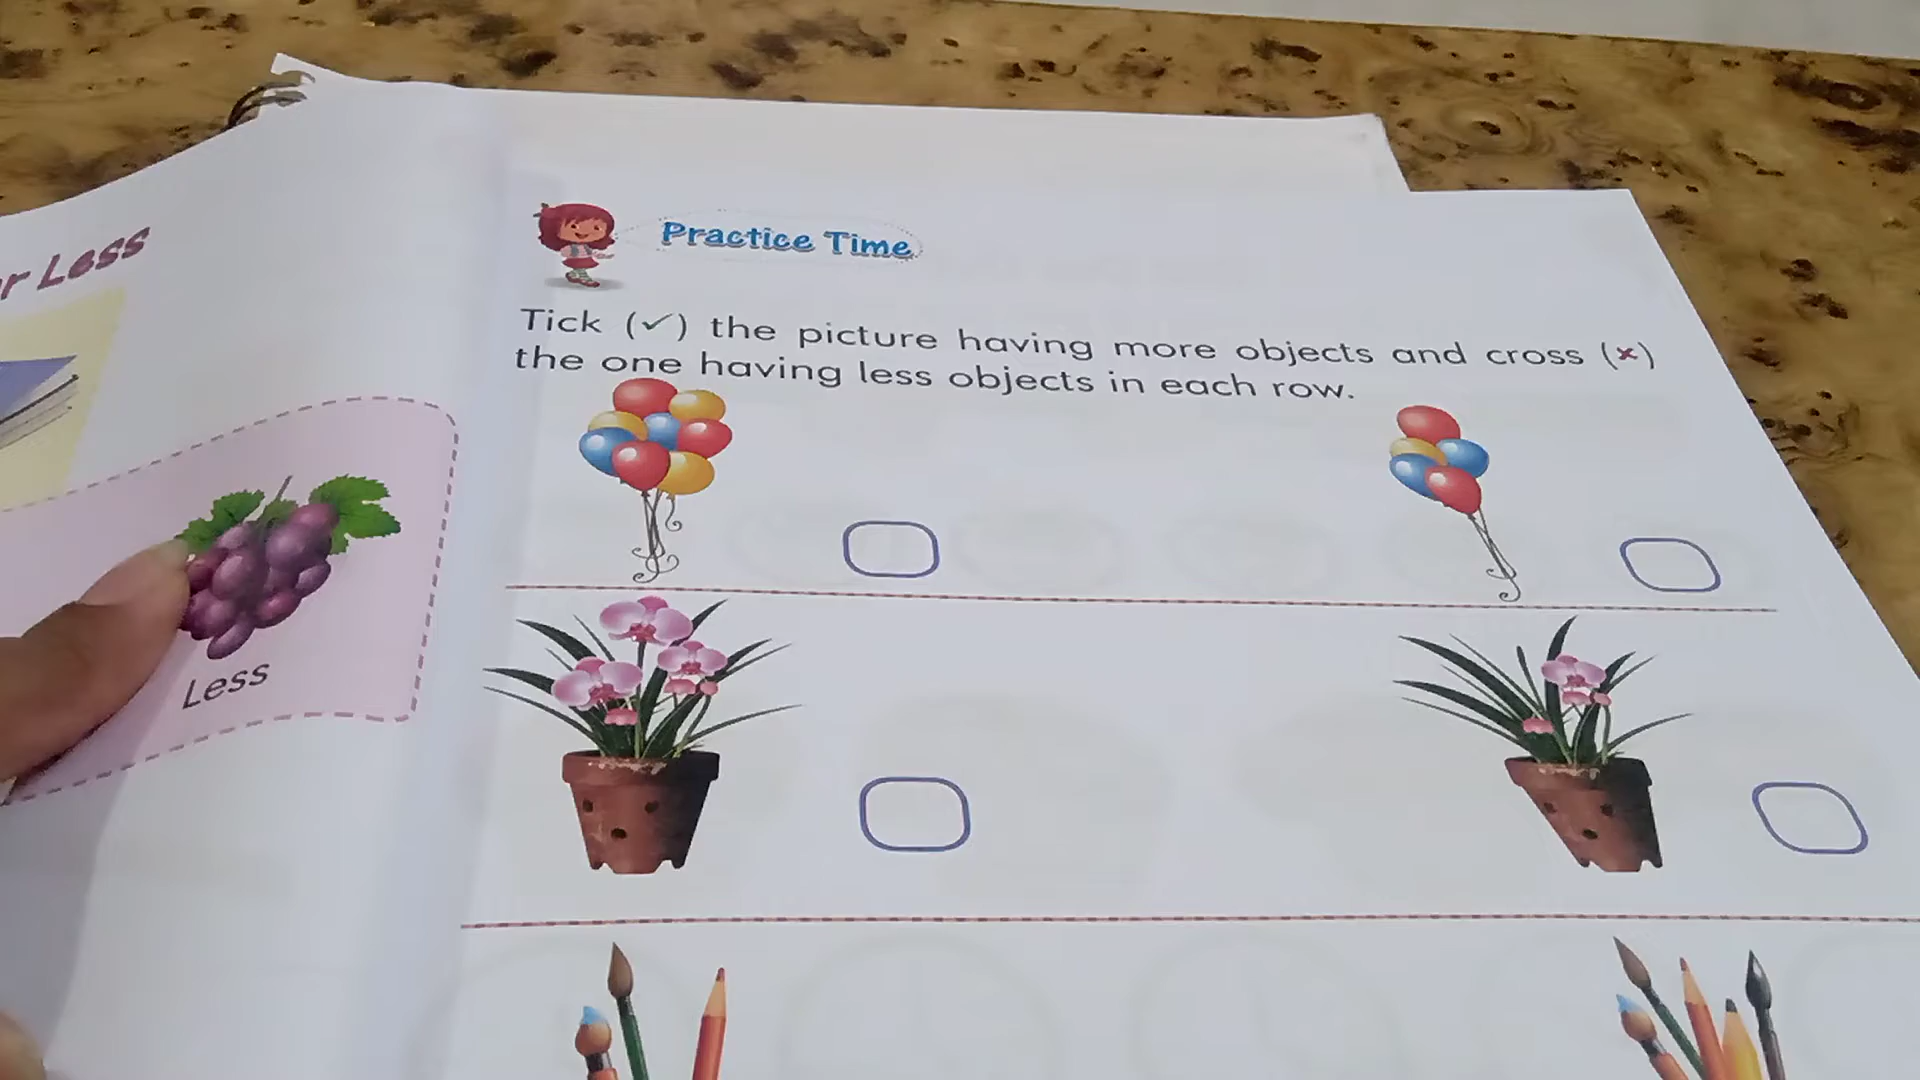 r Less
Less
Practice Time
Tick (✓) the picture having more objects and cross (×)
the one having less objects in each row.